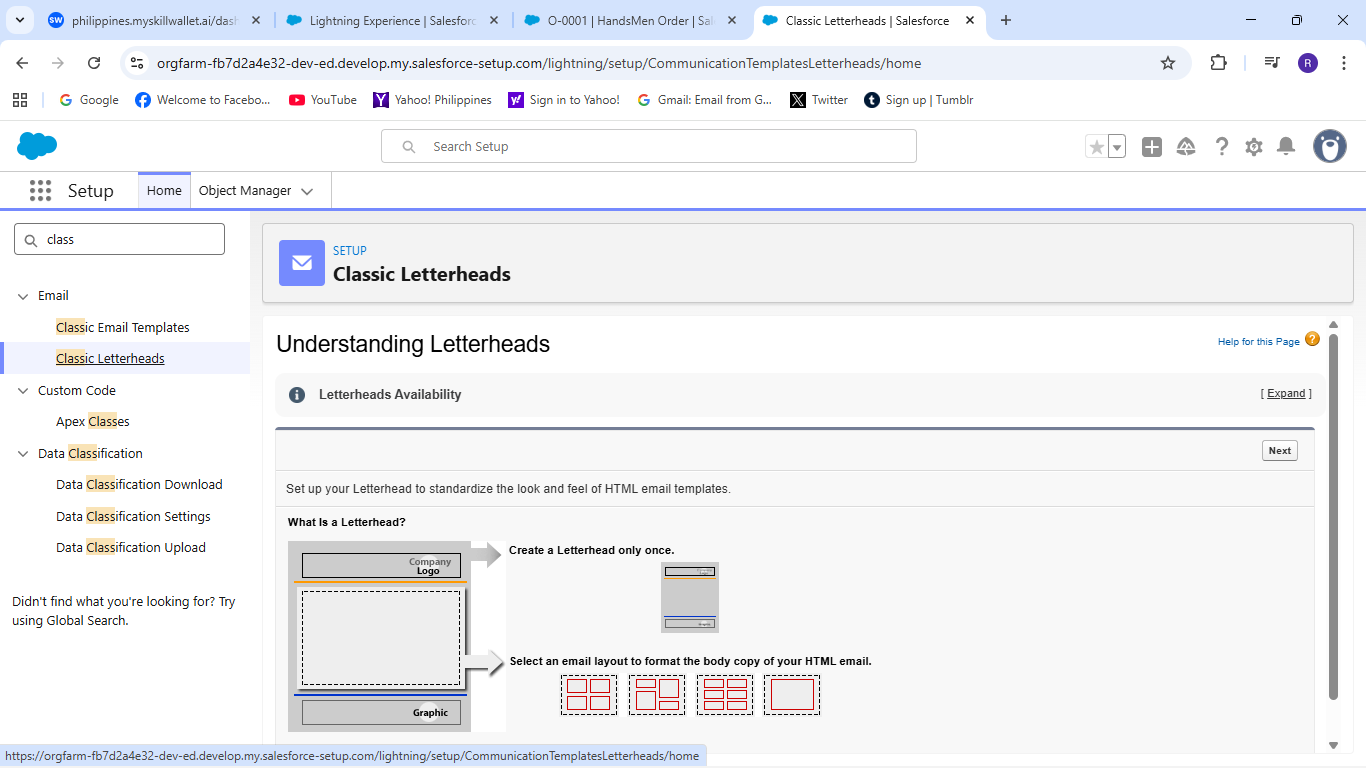 philippines.myskillwallet.ai/dash
Lightning Experience | Salesforc
O-0001 | HandsMen Order | Sal
Classic Letterheads | Salesforce
orgfarm-fb7d2a4e32-dev-ed.develop.my.salesforce-setup.com/lightning/setup/CommunicationTemplatesLetterheads/home
R
Google
Welcome to Facebo...
YouTube
Yahoo! Philippines
Sign in to Yahoo!
Gmail: Email from G...
Twitter
Sign up | Tumblr
Search Setup
Setup
Home
Object Manager
class
Email
Classic Email Templates
Classic Letterheads
Custom Code
Apex Classes
Data Classification
Data Classification Download
Data Classification Settings
Data Classification Upload
Didn't find what you're looking for? Try
using Global Search.
SETUP
Classic Letterheads
Understanding Letterheads
Help for this Page
Letterheads Availability
[ Expand ]
Next
Set up your Letterhead to standardize the look and feel of HTML email templates.
What Is a Letterhead?
Company
Logo
Create a Letterhead only once.
Select an email layout to format the body copy of your HTML email.
Graphic
https://orgfarm-fb7d2a4e32-dev-ed.develop.my.salesforce-setup.com/lightning/setup/CommunicationTemplatesLetterheads/home